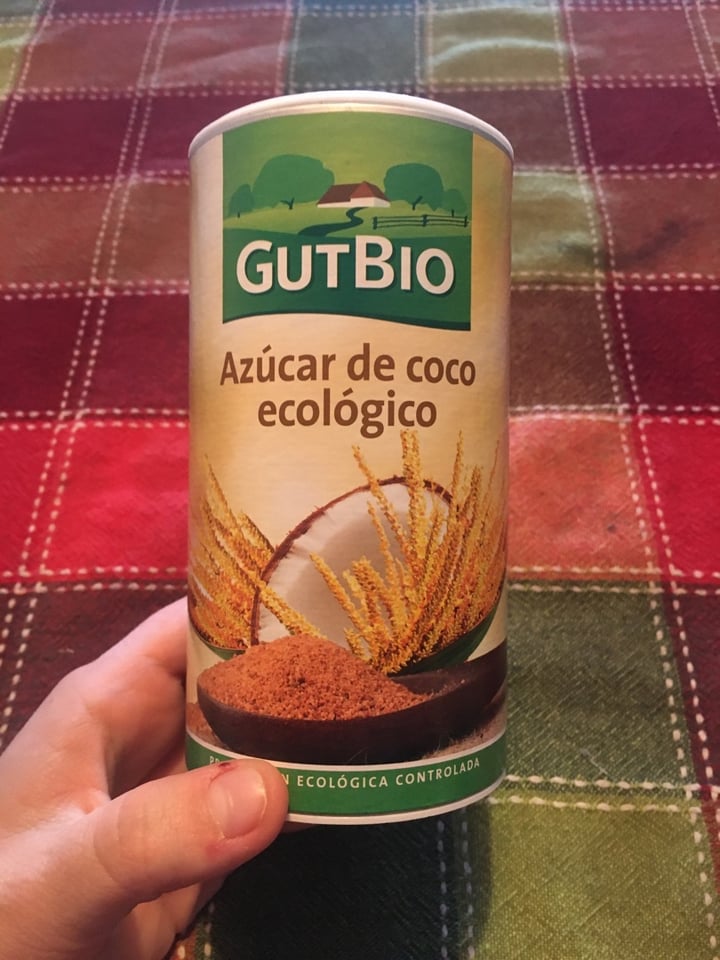 GUTBIO
Azúcar de coco
ecológico
ECOLÓGICA CONTROLADA